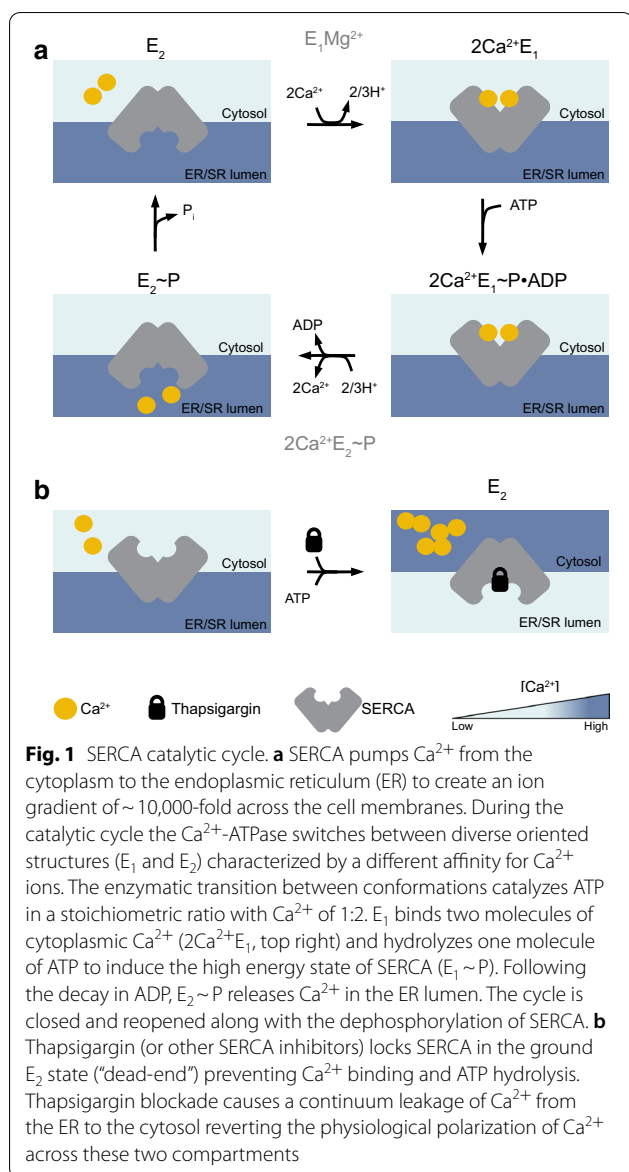 a
E₂
E₁Mg²⁺
2Ca²⁺E₁
Cytosol
ER/SR lumen
2Ca²⁺
2/3H⁺
Cytosol
ER/SR lumen
Pᵢ
ATP
E₂~P
2Ca²⁺E₁~P•ADP
Cytosol
ER/SR lumen
ADP
2Ca²⁺
2/3H⁺
Cytosol
ER/SR lumen
2Ca²⁺E₂~P
b
E₂
Cytosol
ER/SR lumen
ATP
Cytosol
ER/SR lumen
Ca²⁺
Thapsigargin
SERCA
[Ca²⁺]
Low
High
Fig. 1 SERCA catalytic cycle. a SERCA pumps Ca²⁺ from the
cytoplasm to the endoplasmic reticulum (ER) to create an ion
gradient of ~ 10,000-fold across the cell membranes. During the
catalytic cycle the Ca²⁺-ATPase switches between diverse oriented
structures (E₁ and E₂) characterized by a different affinity for Ca²⁺
ions. The enzymatic transition between conformations catalyzes ATP
in a stoichiometric ratio with Ca²⁺ of 1:2. E₁ binds two molecules of
cytoplasmic Ca²⁺ (2Ca²⁺E₁, top right) and hydrolyzes one molecule
of ATP to induce the high energy state of SERCA (E₁ ~ P). Following
the decay in ADP, E₂ ~ P releases Ca²⁺ in the ER lumen. The cycle is
closed and reopened along with the dephosphorylation of SERCA. b
Thapsigargin (or other SERCA inhibitors) locks SERCA in the ground
E₂ state (“dead-end”) preventing Ca²⁺ binding and ATP hydrolysis.
Thapsigargin blockade causes a continuum leakage of Ca²⁺ from
the ER to the cytosol reverting the physiological polarization of Ca²⁺
across these two compartments